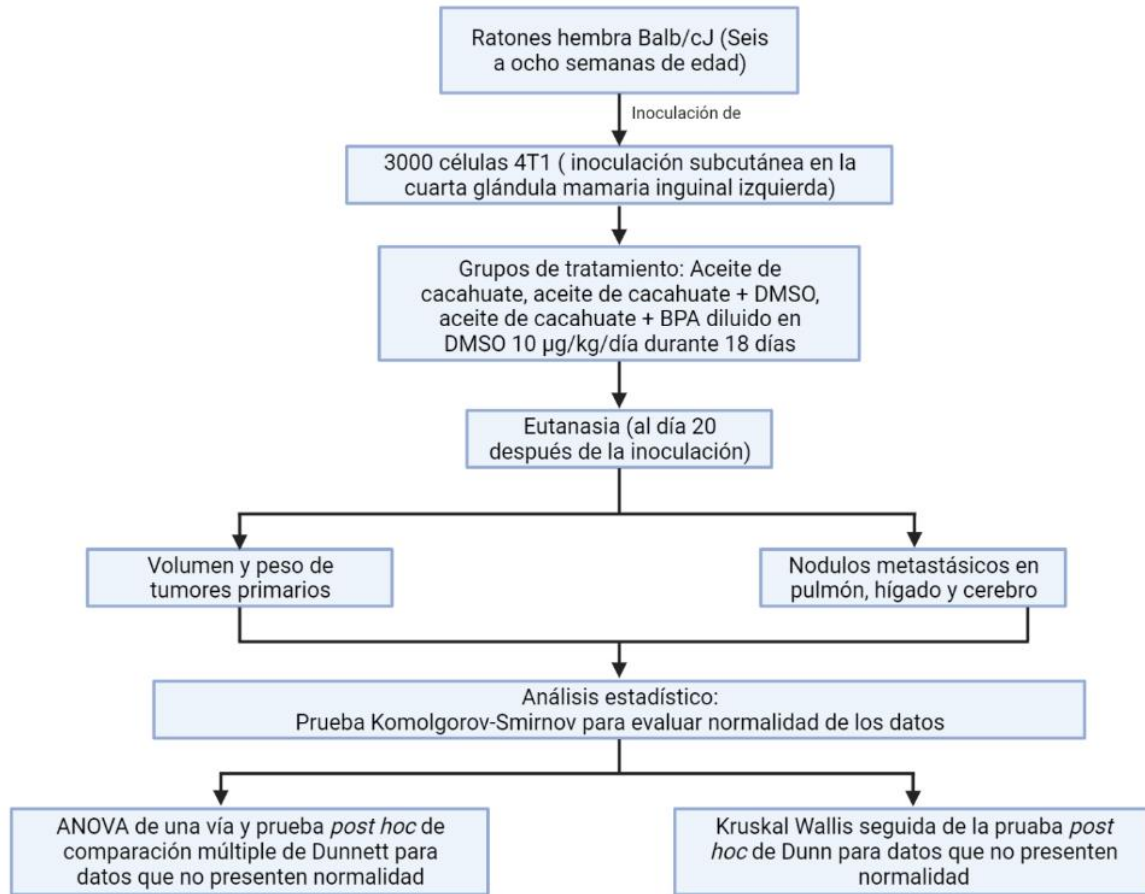 Ratones hembra Balb/cJ (Seis
a ocho semanas de edad)
Inoculación de
3000 células 4T1 ( inoculación subcutánea en la
cuarta glándula mamaria inguinal izquierda)
Grupos de tratamiento: Aceite de
cacahuate, aceite de cacahuate + DMSO,
aceite de cacahuate + BPA diluido en
DMSO 10 µg/kg/día durante 18 días
Eutanasia (al día 20
después de la inoculación)
Volumen y peso de
tumores primarios
Nodulos metastásicos en
pulmón, hígado y cerebro
Análisis estadístico:
Prueba Komolgorov-Smirnov para evaluar normalidad de los datos
ANOVA de una vía y prueba post hoc de
comparación múltiple de Dunnett para
datos que no presenten normalidad
Kruskal Wallis seguida de la pruaba post
hoc de Dunn para datos que no presenten
normalidad